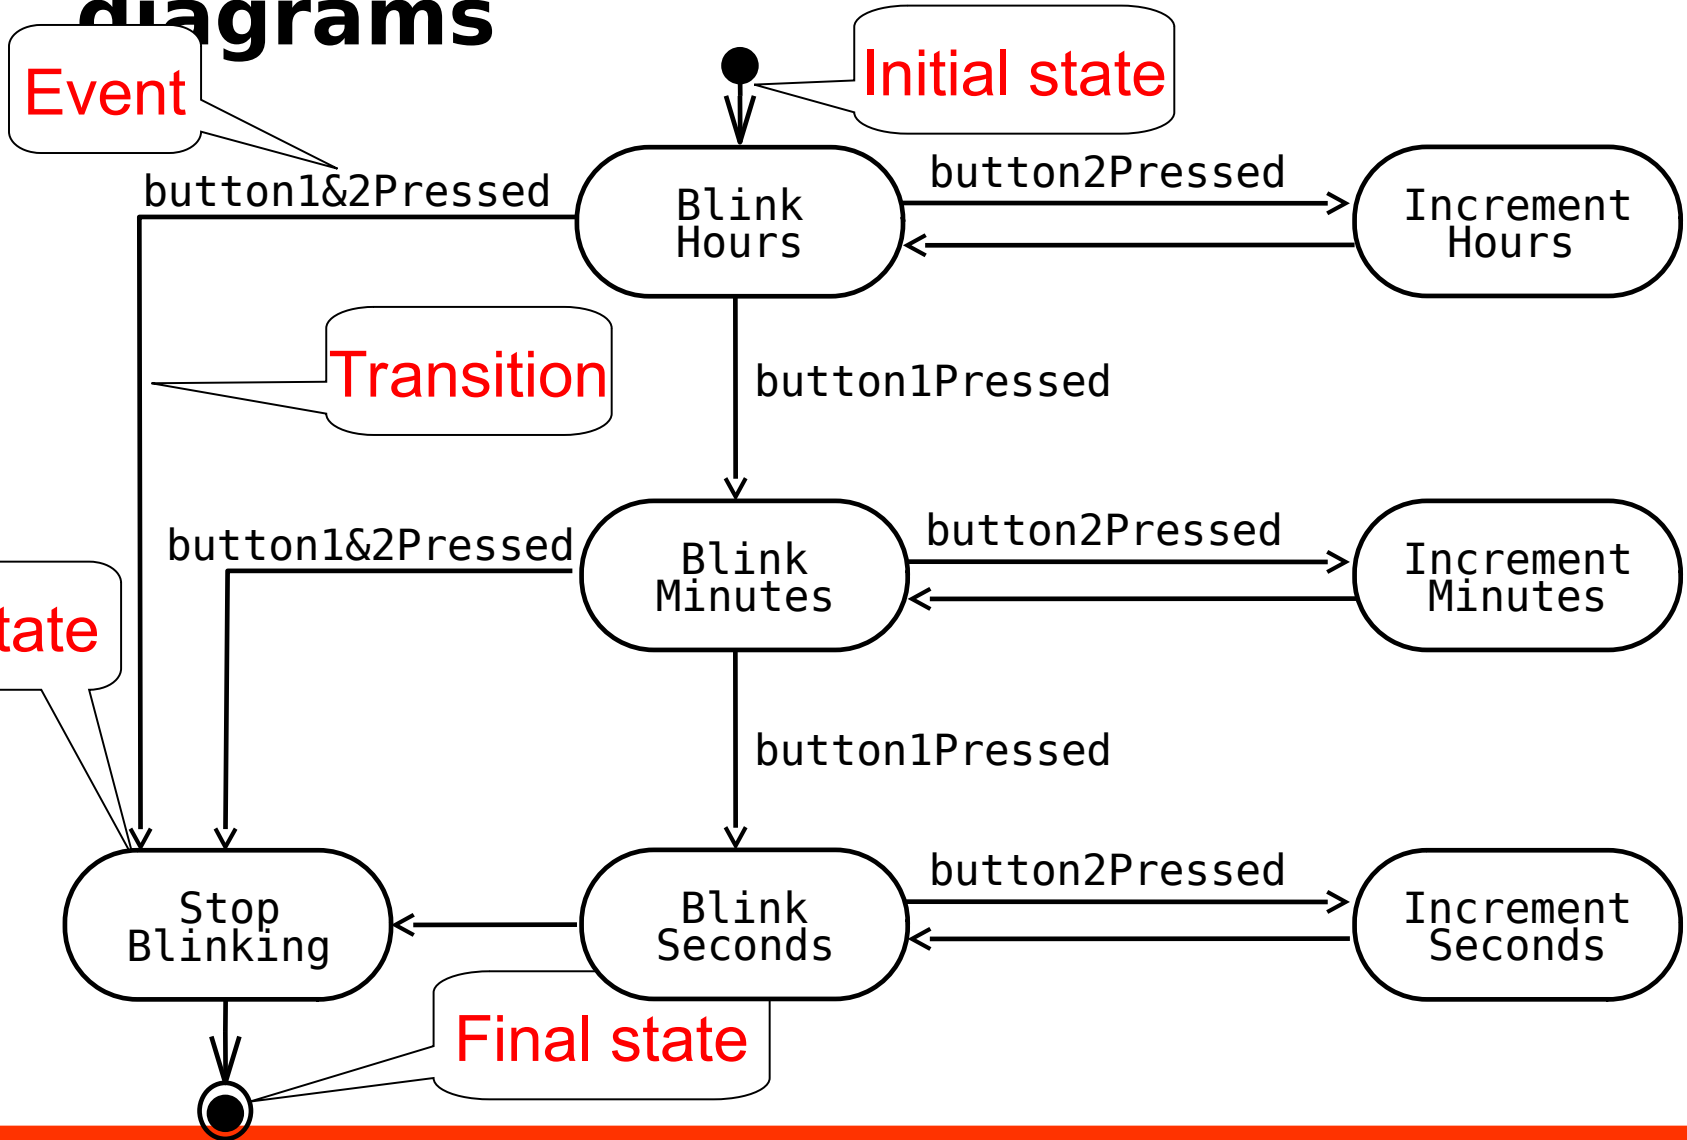 diagrams
Event
Initial state
button1&2Pressed
Blink
Hours
button2Pressed
Increment
Hours
Transition
button1Pressed
button1&2Pressed
Blink
Minutes
button2Pressed
Increment
Minutes
tate
button1Pressed
Stop
Blinking
Blink
Seconds
button2Pressed
Increment
Seconds
Final state